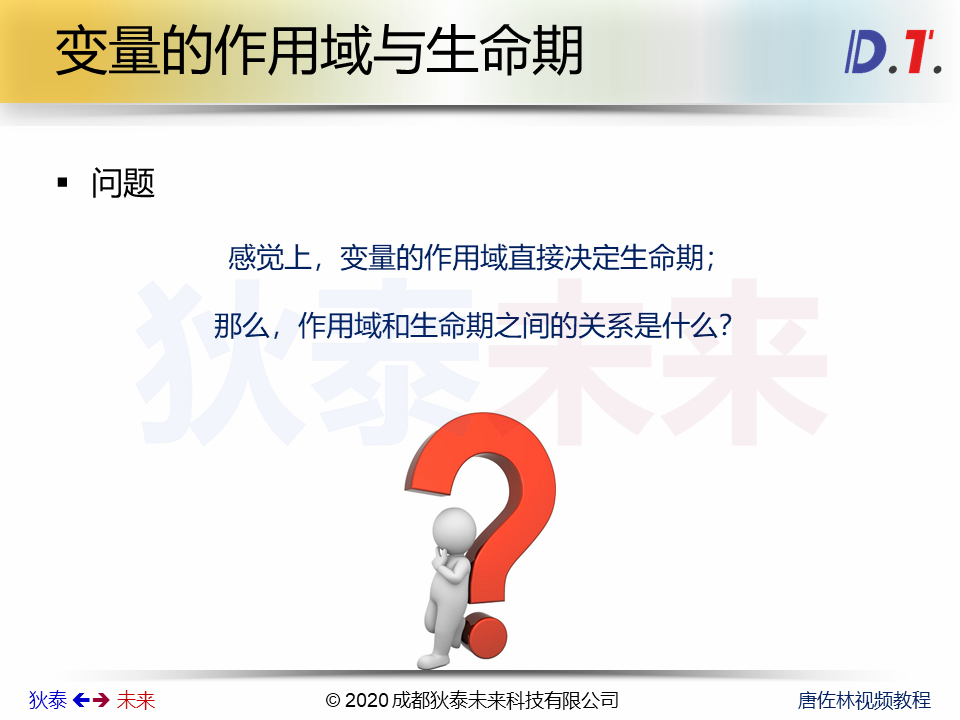 变量的作用域与生命期
D.T.
问题
感觉上，变量的作用域直接决定生命期；
那么，作用域和生命期之间的关系是什么？
狄泰未来
狄泰 未来
© 2020 成都狄泰未来科技有限公司
唐佐林视频教程